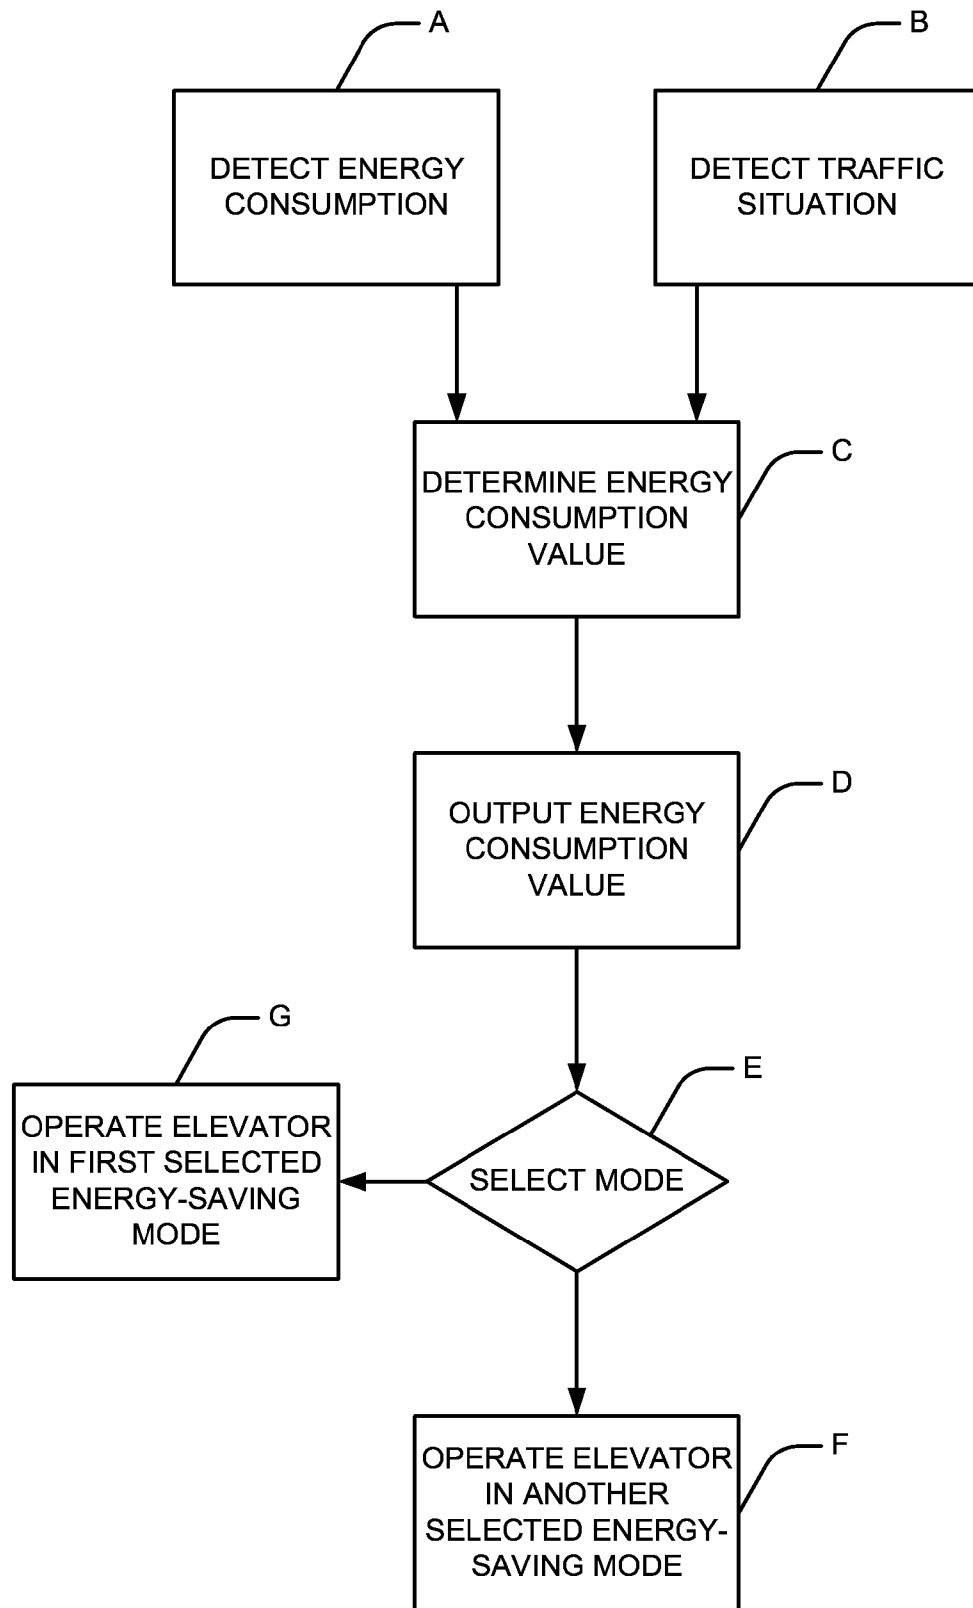 A
B
DETECT ENERGY
CONSUMPTION
DETECT TRAFFIC
SITUATION
C
DETERMINE ENERGY
CONSUMPTION
VALUE
D
OUTPUT ENERGY
CONSUMPTION
VALUE
G
E
OPERATE ELEVATOR
IN FIRST SELECTED
ENERGY-SAVING
MODE
SELECT MODE
F
OPERATE ELEVATOR
IN ANOTHER
SELECTED ENERGY-
SAVING MODE